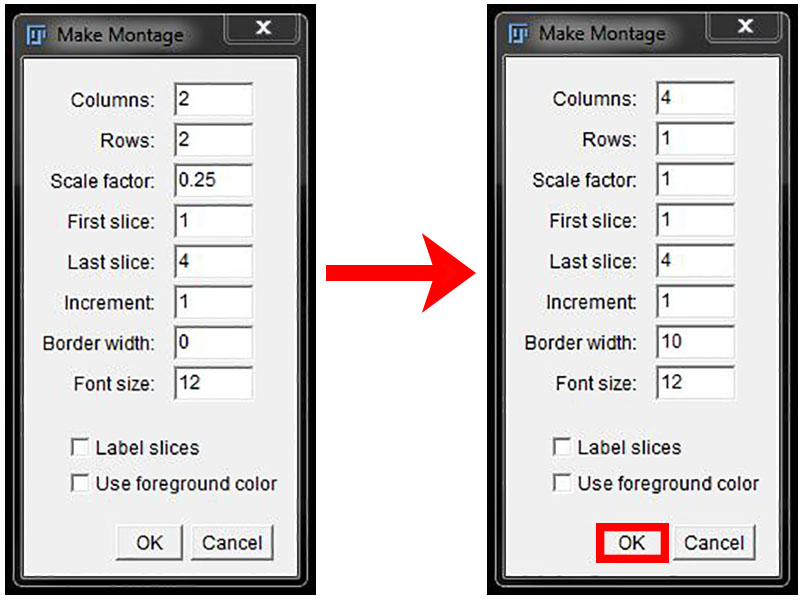 Make Montage
Columns: 2
Rows: 2
Scale factor: 0.25
First slice: 1
Last slice: 4
Increment: 1
Border width: 0
Font size: 12
Label slices
Use foreground color
OK Cancel
Make Montage
Columns: 4
Rows: 1
Scale factor: 1
First slice: 1
Last slice: 4
Increment: 1
Border width: 10
Font size: 12
Label slices
Use foreground color
OK Cancel